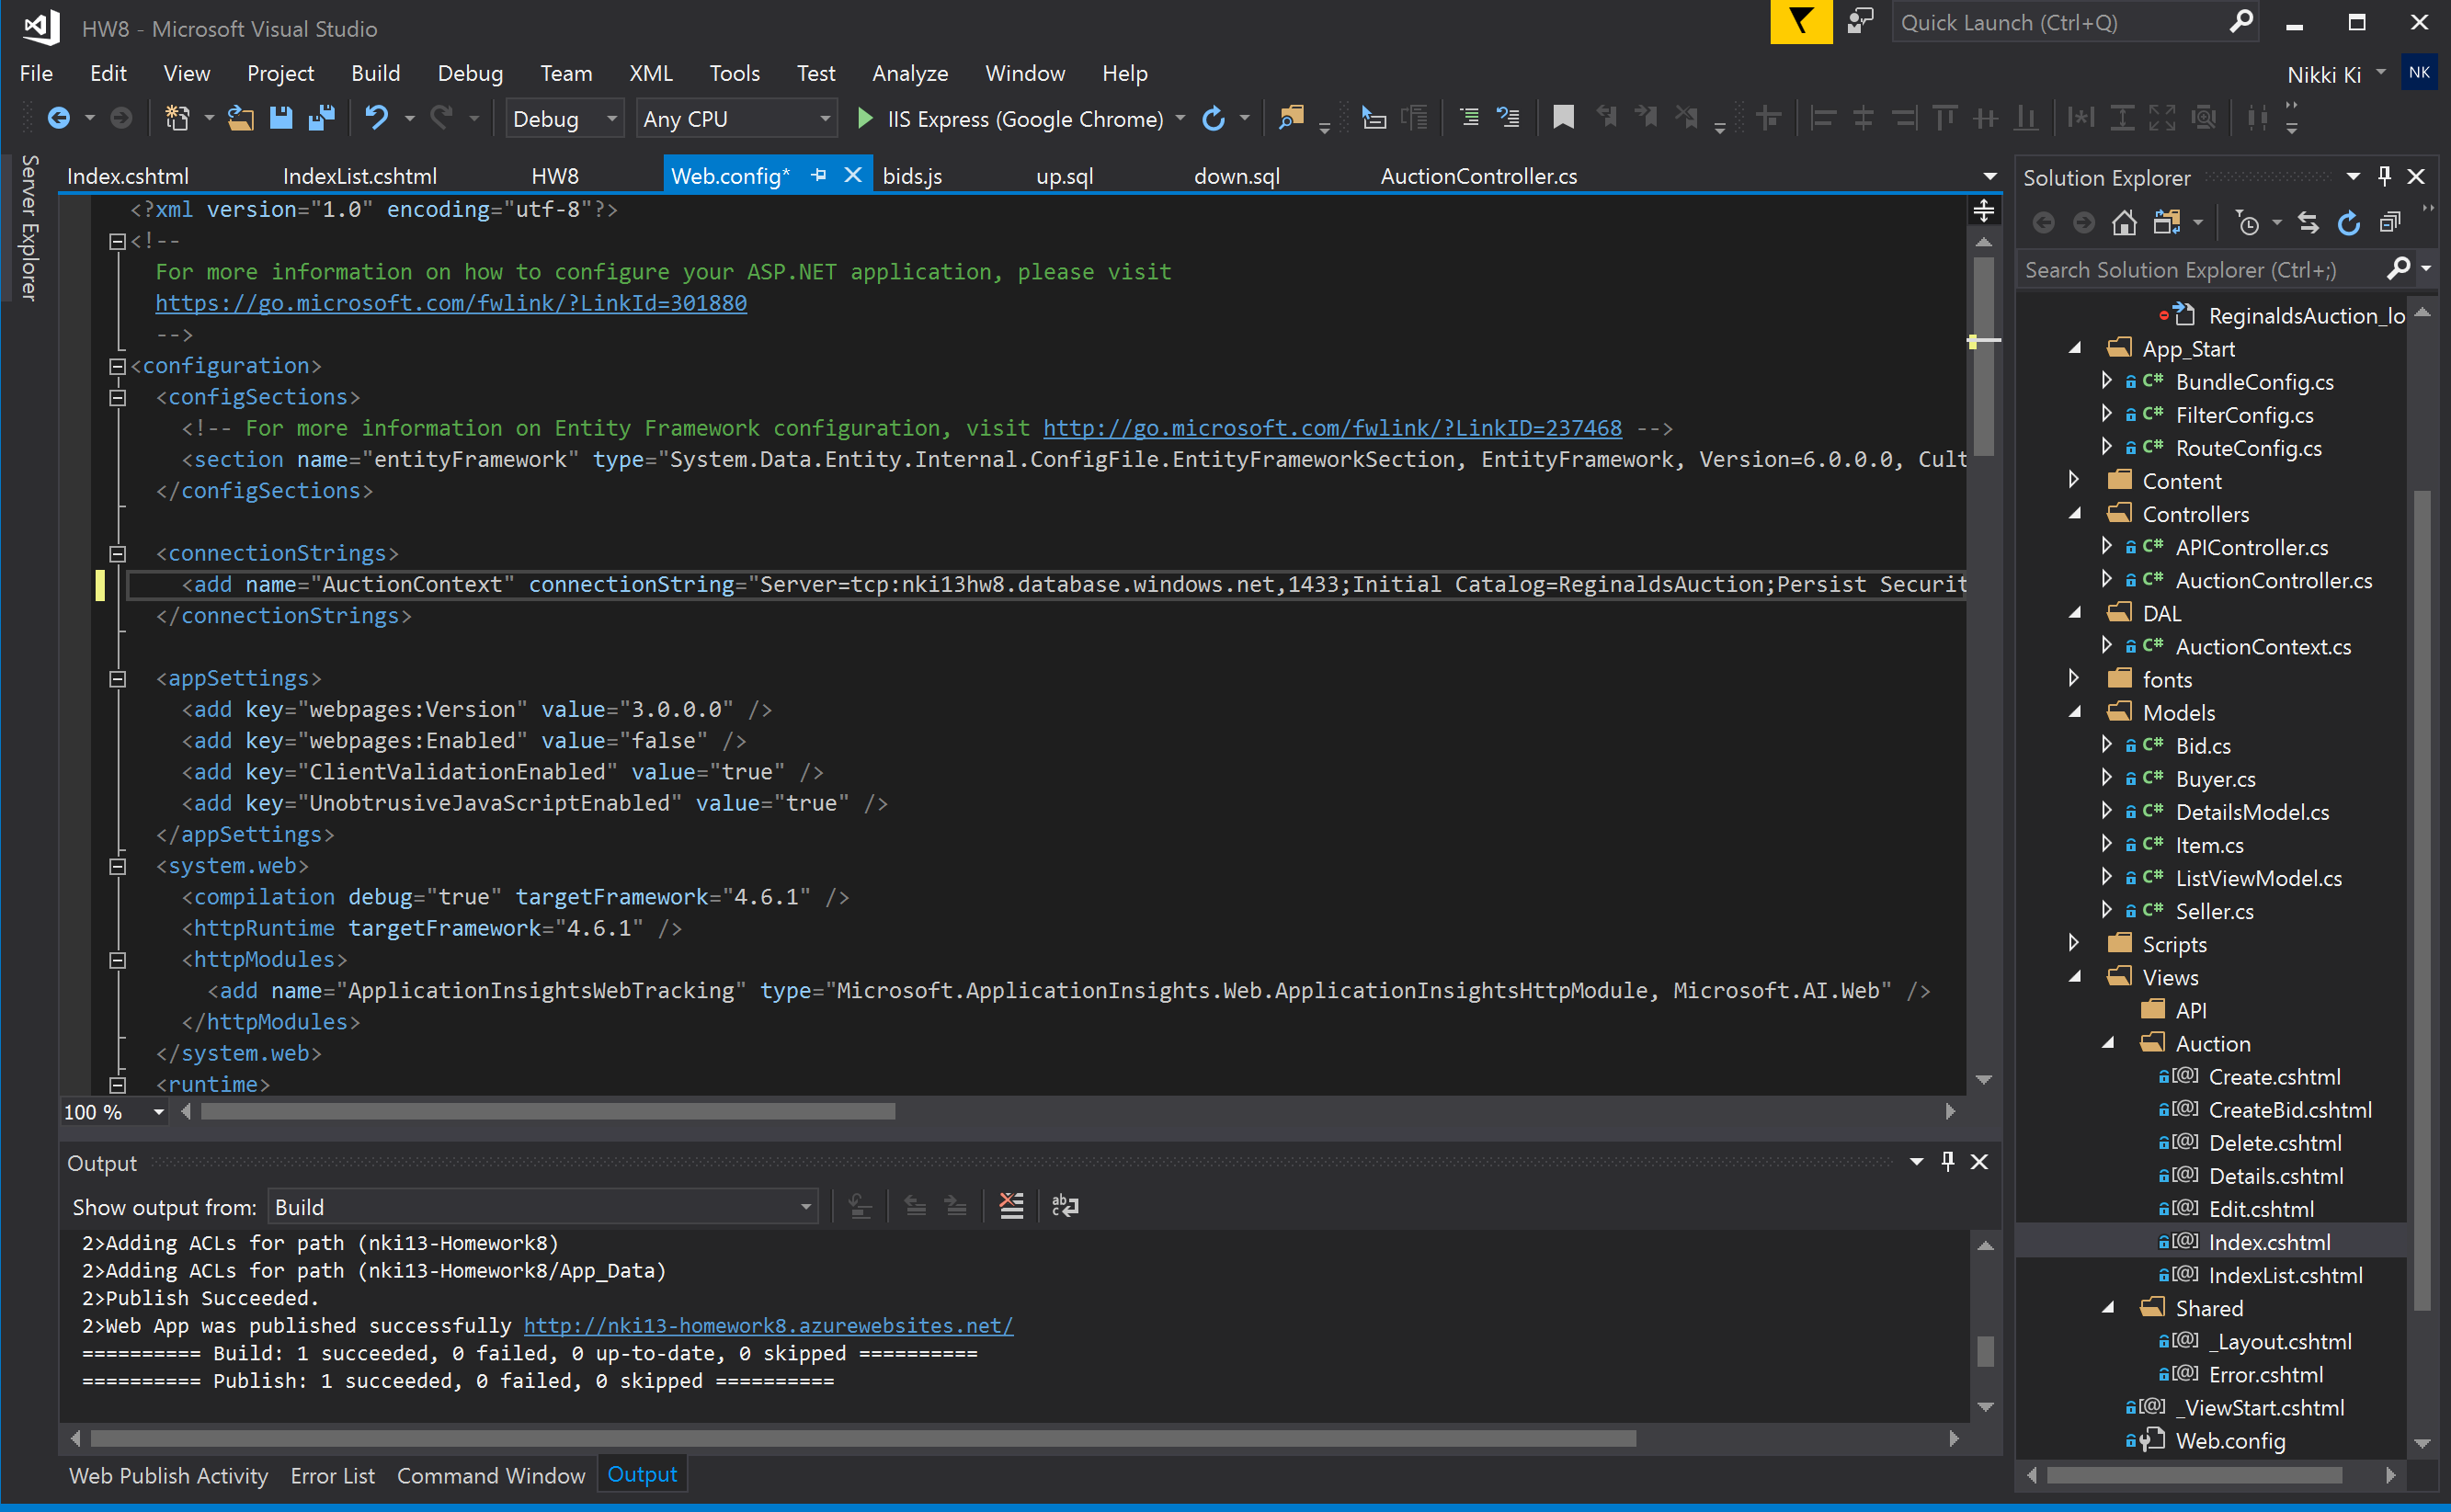 HW8 - Microsoft Visual Studio
Quick Launch (Ctrl+Q)
File Edit View Project Build Debug Team XML Tools Test Analyze Window Help
Nikki Ki
NK
Debug
Any CPU
IIS Express (Google Chrome)
Server Explorer
Index.cshtml IndexList.cshtml HW8 Web.config* bids.js up.sql down.sql AuctionController.cs
<?xml version="1.0" encoding="utf-8"?>
<!--
For more information on how to configure your ASP.NET application, please visit
https://go.microsoft.com/fwlink/?LinkId=301880
-->
<configuration>
<configSections>
<!-- For more information on Entity Framework configuration, visit http://go.microsoft.com/fwlink/?LinkID=237468 -->
<section name="entityFramework" type="System.Data.Entity.Internal.ConfigFile.EntityFrameworkSection, EntityFramework, Version=6.0.0.0, Cult
</configSections>
<connectionStrings>
<add name="AuctionContext" connectionString="Server=tcp:nki13hw8.database.windows.net,1433;Initial Catalog=ReginaldsAuction;Persist Securit
</connectionStrings>
<appSettings>
<add key="webpages:Version" value="3.0.0.0" />
<add key="webpages:Enabled" value="false" />
<add key="ClientValidationEnabled" value="true" />
<add key="UnobtrusiveJavaScriptEnabled" value="true" />
</appSettings>
<system.web>
<compilation debug="true" targetFramework="4.6.1" />
<httpRuntime targetFramework="4.6.1" />
<httpModules>
<add name="ApplicationInsightsWebTracking" type="Microsoft.ApplicationInsights.Web.ApplicationInsightsHttpModule, Microsoft.AI.Web" />
</httpModules>
</system.web>
<runtime>
100 %
Output
Show output from: Build
2>Adding ACLs for path (nki13-Homework8)
2>Adding ACLs for path (nki13-Homework8/App_Data)
2>Publish Succeeded.
2>Web App was published successfully http://nki13-homework8.azurewebsites.net/
========== Build: 1 succeeded, 0 failed, 0 up-to-date, 0 skipped ==========
========== Publish: 1 succeeded, 0 failed, 0 skipped ==========
Web Publish Activity Error List Command Window Output
Solution Explorer
Search Solution Explorer (Ctrl+;)
ReginaldsAuction_lo
App_Start
C# BundleConfig.cs
C# FilterConfig.cs
C# RouteConfig.cs
Content
Controllers
C# APIController.cs
C# AuctionController.cs
DAL
C# AuctionContext.cs
fonts
Models
C# Bid.cs
C# Buyer.cs
C# DetailsModel.cs
C# Item.cs
C# ListViewModel.cs
C# Seller.cs
Scripts
Views
API
Auction
[@] Create.cshtml
[@] CreateBid.cshtml
[@] Delete.cshtml
[@] Details.cshtml
[@] Edit.cshtml
[@] Index.cshtml
[@] IndexList.cshtml
Shared
[@] _Layout.cshtml
[@] Error.cshtml
[@] _ViewStart.cshtml
Web.config